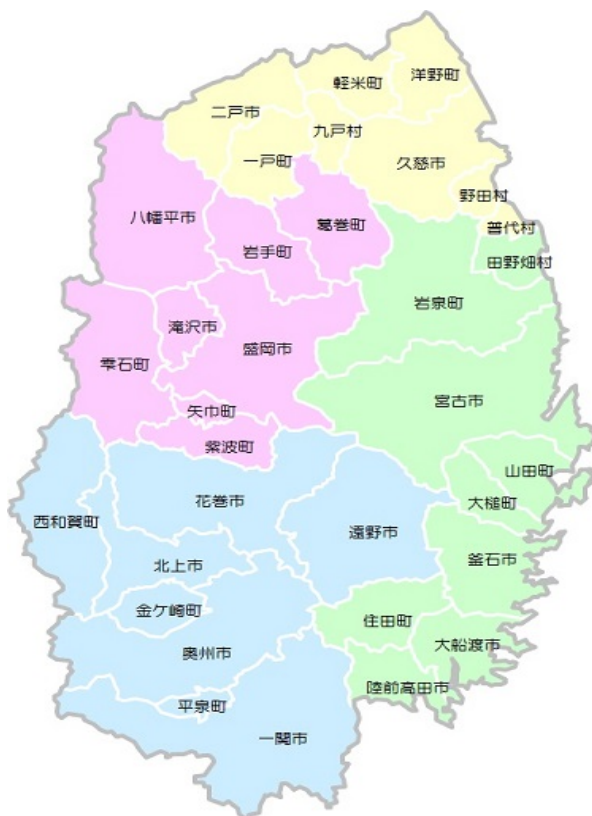 洋野町
軽米町
二戸市
九戸村
一戸町
久慈市
野田村
八幡平市
葛巻町
普代村
岩手町
田野畑村
岩泉町
滝沢市
盛岡市
雫石町
宮古市
矢巾町
紫波町
山田町
花巻市
大槌町
西和賀町
遠野市
釜石市
北上市
金ケ崎町
住田町
大船渡市
奥州市
陸前高田市
平泉町
一関市